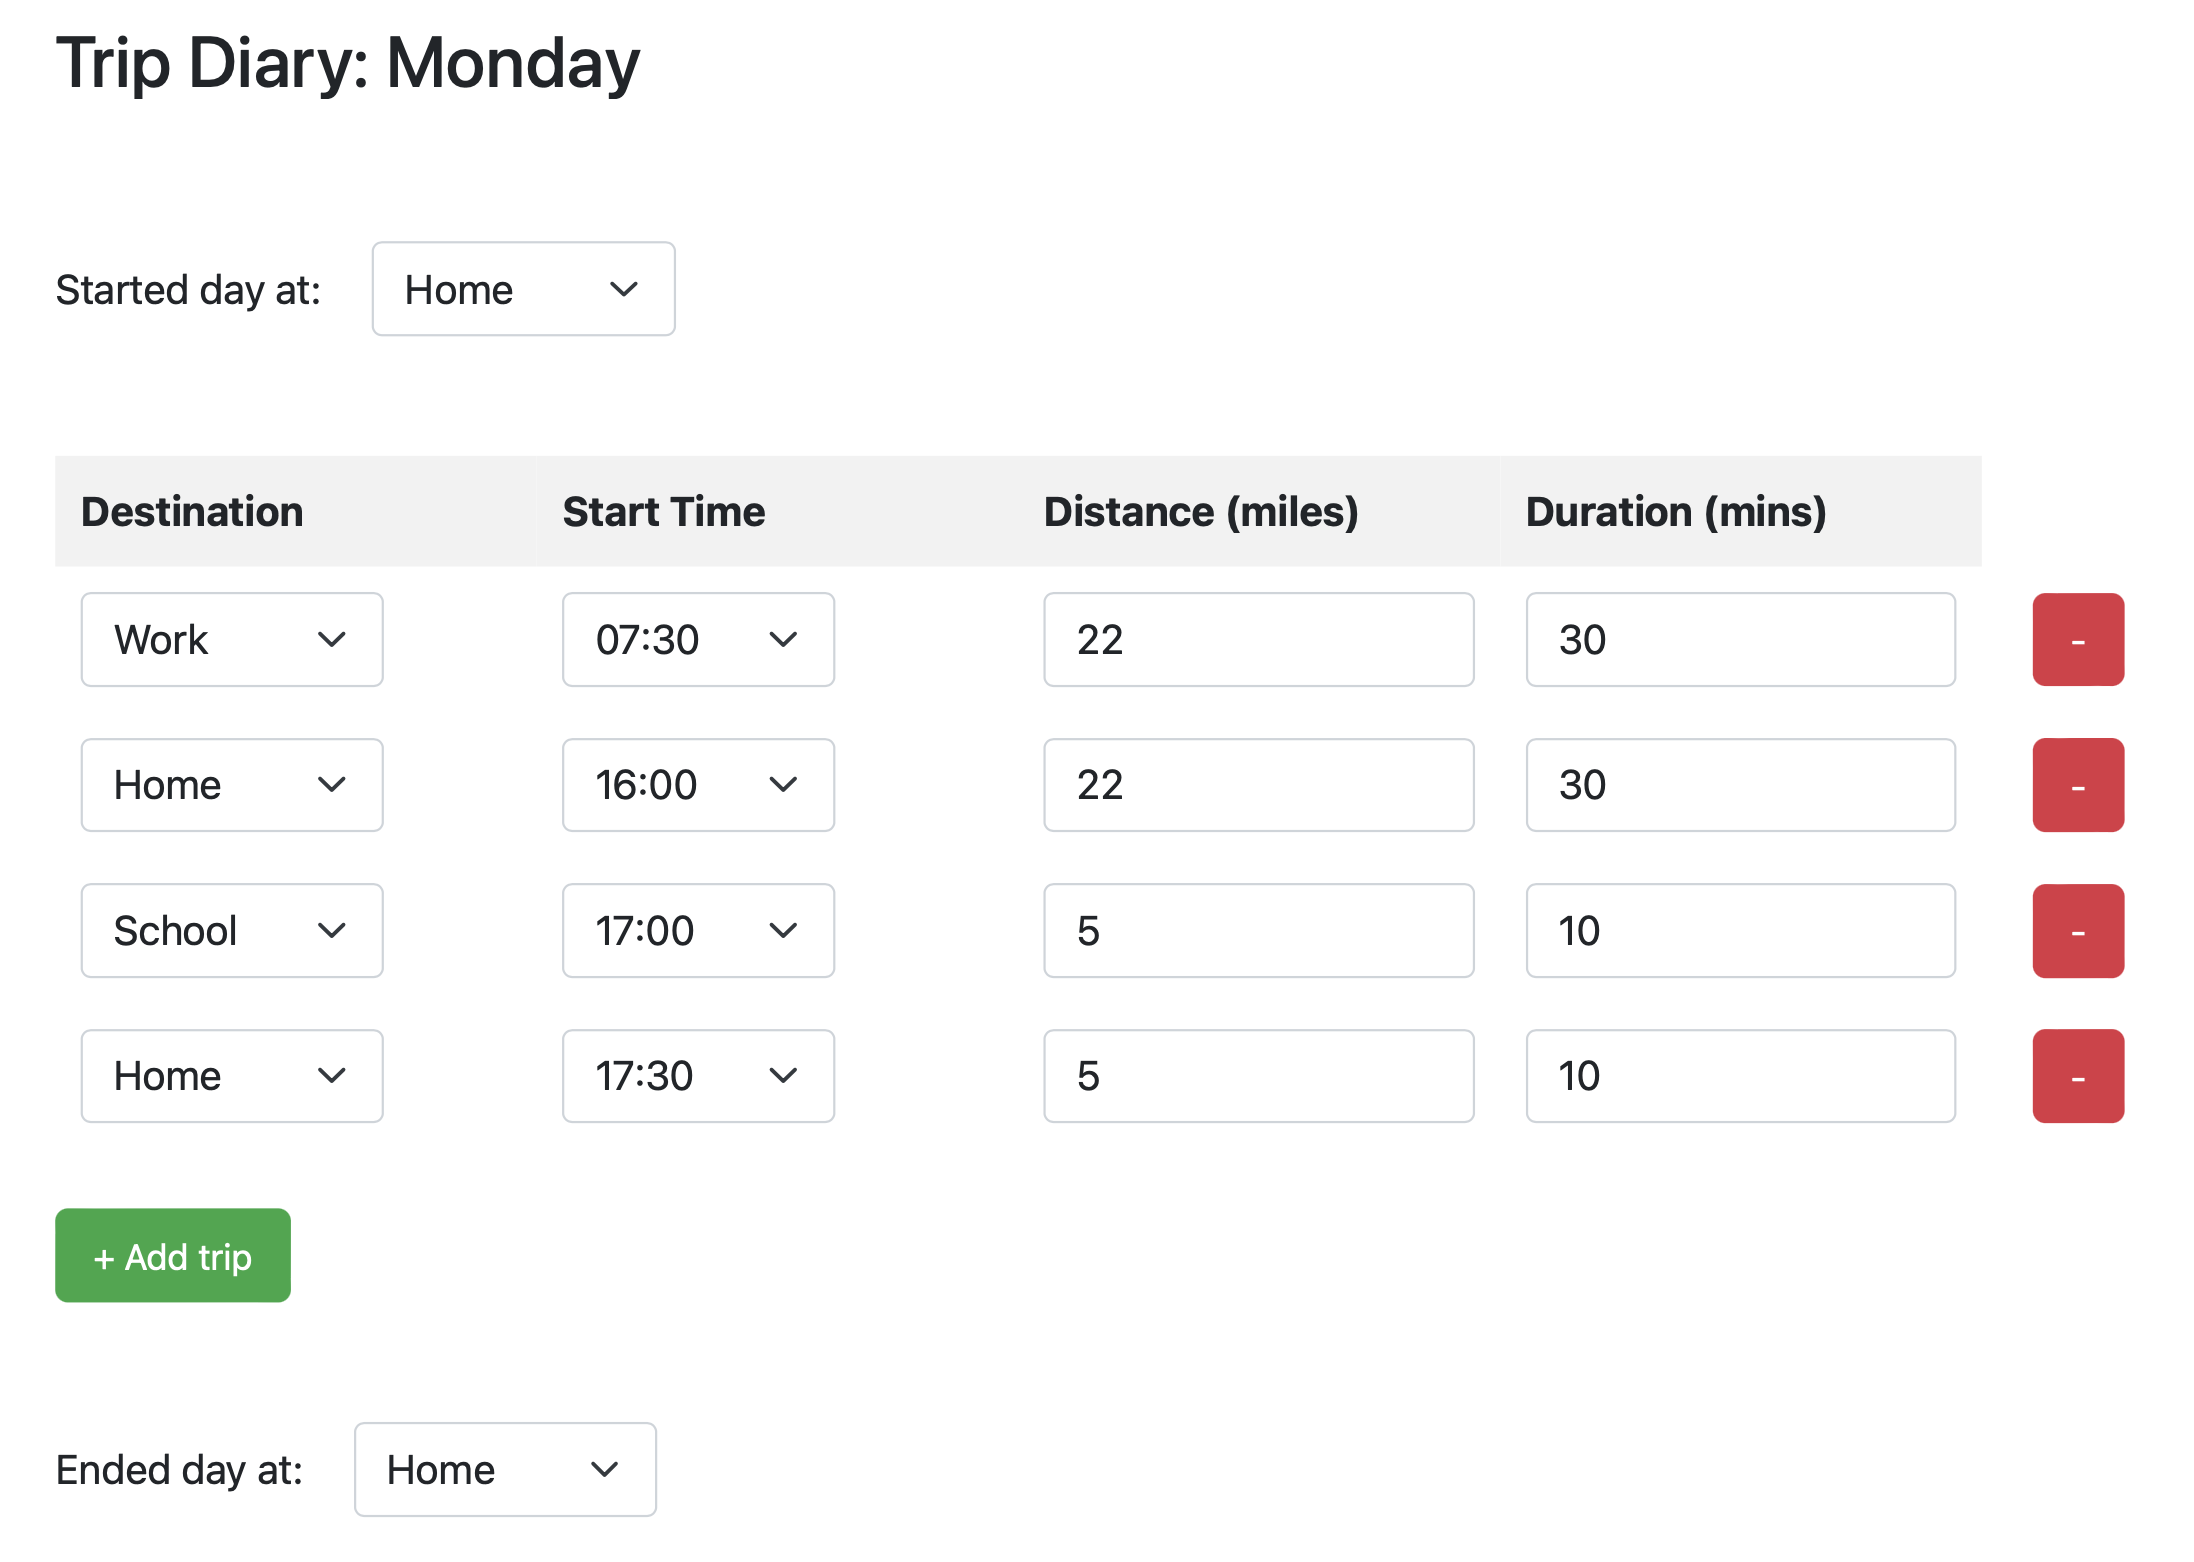 Trip Diary: Monday
Started day at: Home
Destination Start Time Distance (miles) Duration (mins)
Work 07:30 22 30 -
Home 16:00 22 30 -
School 17:00 5 10 -
Home 17:30 5 10 -
+ Add trip
Ended day at: Home